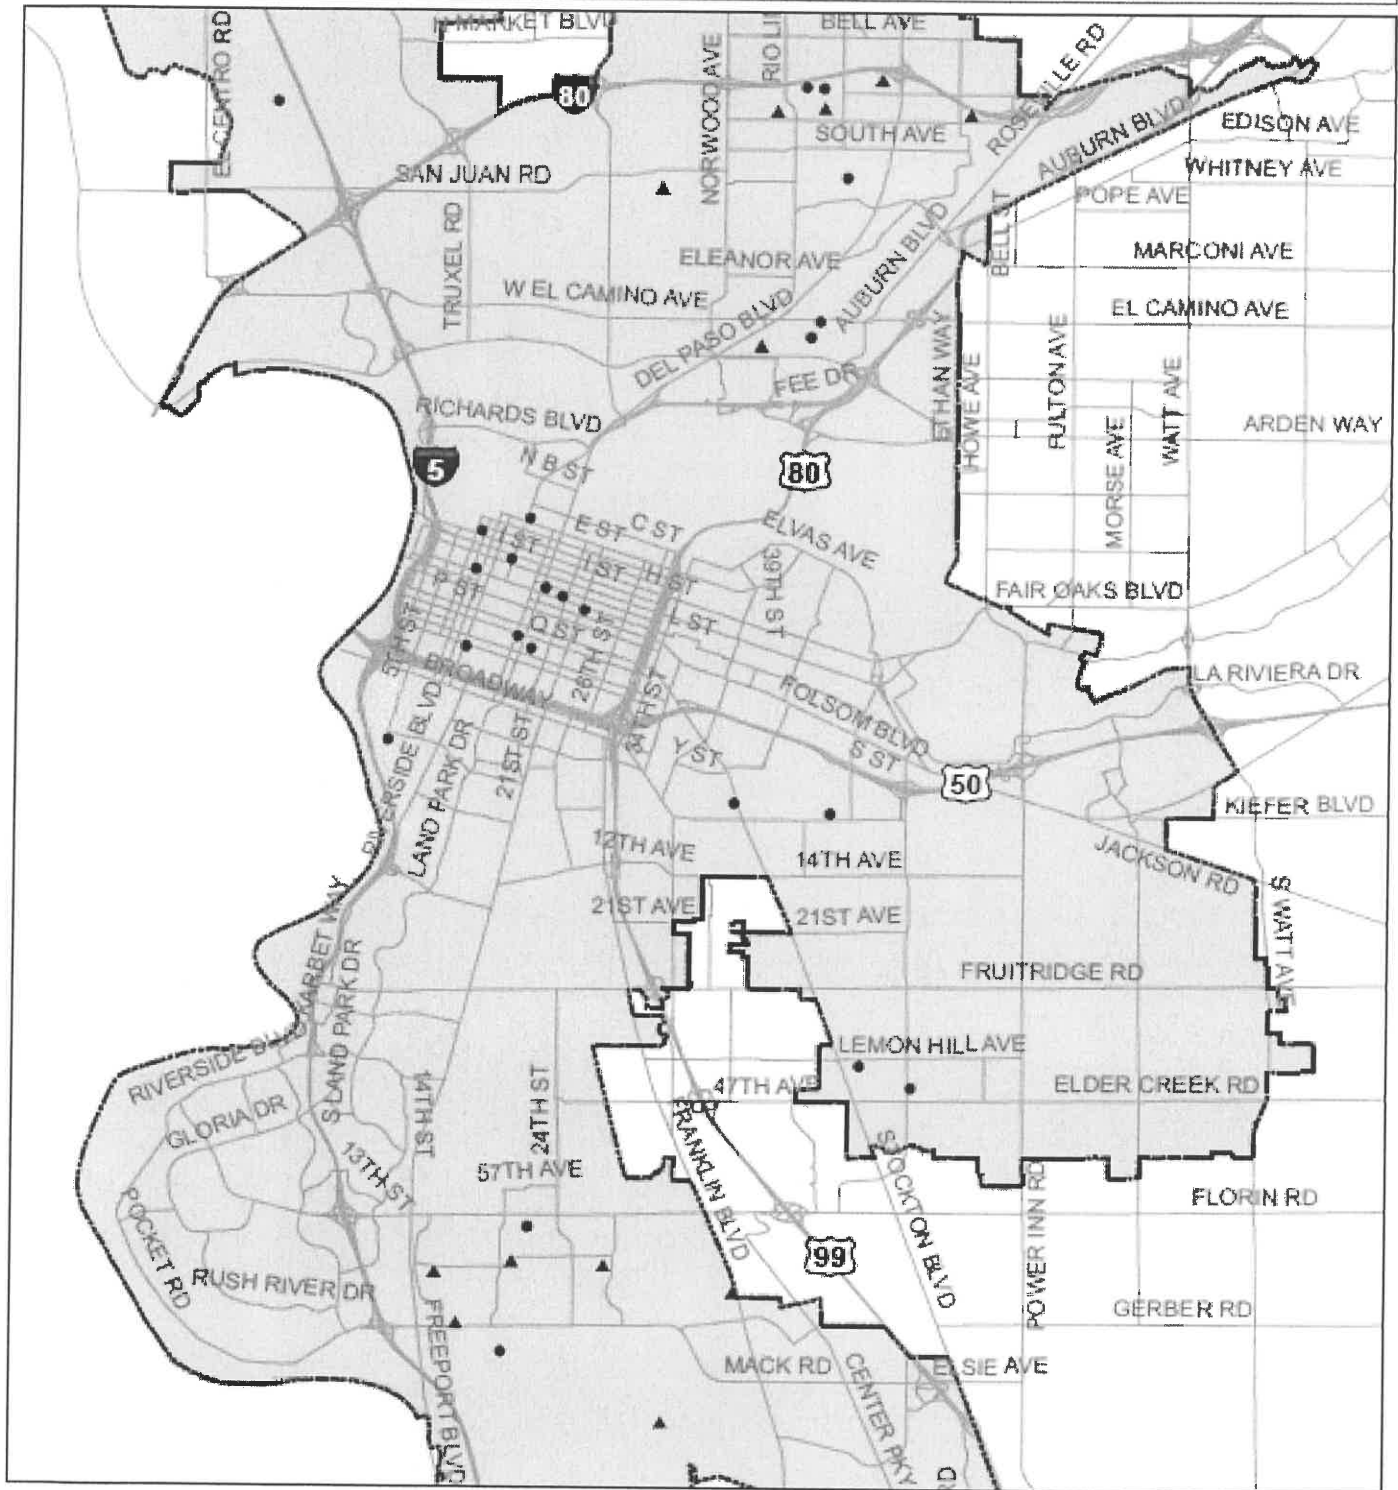 N MARKET BLVD
BELL AVE
EL CENTRO RD
NORWOOD AVE
RIO LI
ROSEVILLE RD
80
AUBURN BLVD
EDISON AVE
SOUTH AVE
WHITNEY AVE
SAN JUAN RD
POPE AVE
BELL ST
TRUXEL RD
MARCONI AVE
ELEANOR AVE
AUBURN BLVD
W EL CAMINO AVE
EL CAMINO AVE
DEL PASO BLVD
ETHAN WAY
FULTON AVE
HOWE AVE
WATT AVE
FEE DR
RICHARDS BLVD
MORSE AVE
ARDEN WAY
5
N B ST
80
C ST
E ST
ELVAS AVE
I ST
I ST
H ST
39TH ST
P ST
FAIR OAKS BLVD
L ST
Q ST
5TH ST
28TH ST
BROADWAY
34TH ST
LA RIVIERA DR
FOLSOM BLVD
RIVERSIDE BLVD
LAND PARK DR
21ST ST
Y ST
S ST
50
KIEFER BLVD
12TH AVE
14TH AVE
JACKSON RD
21ST AVE
21ST AVE
S WATT AVE
FRUITRIDGE RD
S LAND PARK DR
RIVERSIDE BLVD
LEMON HILL AVE
47TH AVE
ELDER CREEK RD
GLORIA DR
14TH ST
24TH ST
13TH ST
57TH AVE
FRANKLIN BLVD
STOCKTON BLVD
POWER INN RD
FLORIN RD
POCKET RD
99
RUSH RIVER DR
GERBER RD
FREEPORT BLVD
MACK RD
CENTER PKY
ELSIE AVE
RD